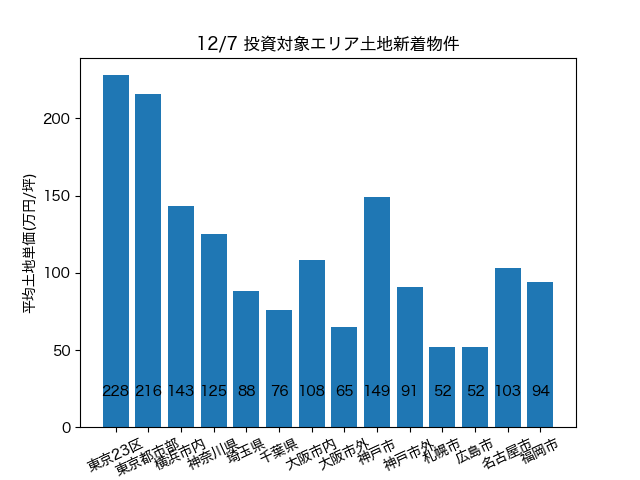 12/7 投資対象エリア土地新着物件
平均土地単価(万円/坪)
200
150
100
50
0
228 216 143 125 88 76 108 65 149 91 52 52 103 94
東京23区 東京都市部 横浜市内 神奈川県 埼玉県 千葉県 大阪市内 大阪市外 神戸市 神戸市外 札幌市 広島市 名古屋市 福岡市